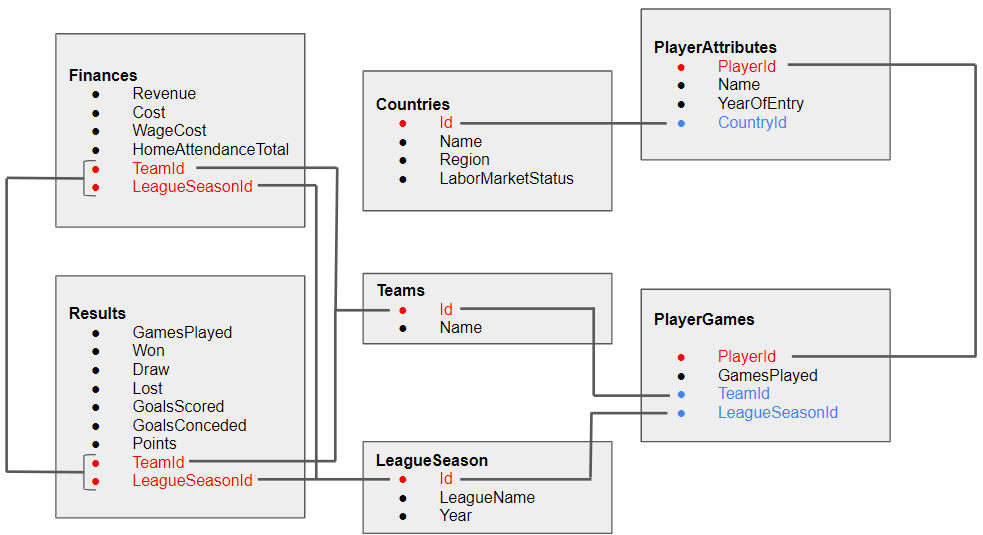 Finances
Revenue
Cost
WageCost
HomeAttendanceTotal
TeamId
LeagueSeasonId
Results
GamesPlayed
Won
Draw
Lost
GoalsScored
GoalsConceded
Points
TeamId
LeagueSeasonId
Countries
Id
Name
Region
LaborMarketStatus
Teams
Id
Name
LeagueSeason
Id
LeagueName
Year
PlayerAttributes
PlayerId
Name
YearOfEntry
CountryId
PlayerGames
PlayerId
GamesPlayed
TeamId
LeagueSeasonId